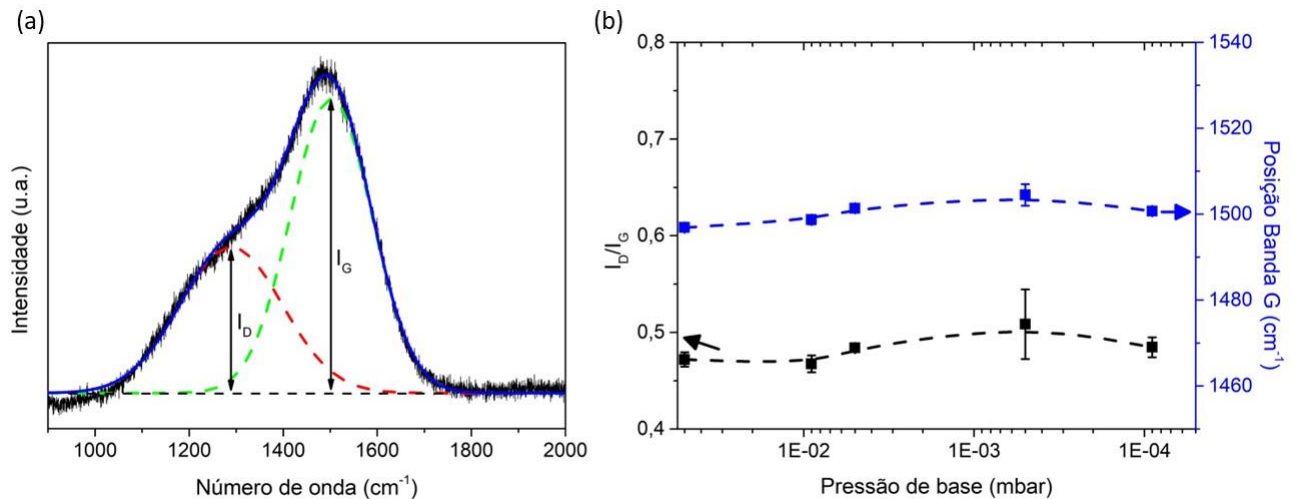 (a)
Intensidade (u.a.)
I_D
I_G
1000 1200 1400 1600 1800 2000
Número de onda (cm⁻¹)
(b)
0,8
0,7
0,6
0,5
0,4
I_D/I_G
1540
1520
1500
1480
1460
Posição Banda G (cm⁻¹)
1E-02 1E-03 1E-04
Pressão de base (mbar)